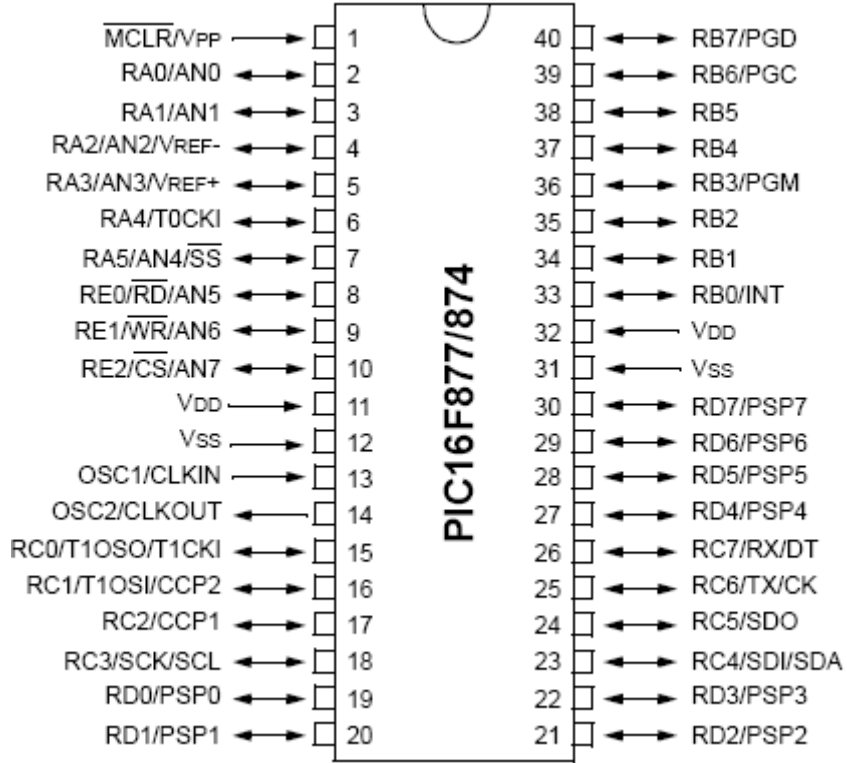 MCLR/VPP 1 40 RB7/PGD
RA0/AN0 2 39 RB6/PGC
RA1/AN1 3 38 RB5
RA2/AN2/VREF- 4 37 RB4
RA3/AN3/VREF+ 5 36 RB3/PGM
RA4/T0CKI 6 35 RB2
RA5/AN4/SS 7 34 RB1
RE0/RD/AN5 8 33 RB0/INT
RE1/WR/AN6 9 32 VDD
RE2/CS/AN7 10 31 VSS
VDD 11 30 RD7/PSP7
VSS 12 29 RD6/PSP6
OSC1/CLKIN 13 28 RD5/PSP5
OSC2/CLKOUT 14 27 RD4/PSP4
RC0/T1OSO/T1CKI 15 26 RC7/RX/DT
RC1/T1OSI/CCP2 16 25 RC6/TX/CK
RC2/CCP1 17 24 RC5/SDO
RC3/SCK/SCL 18 23 RC4/SDI/SDA
RD0/PSP0 19 22 RD3/PSP3
RD1/PSP1 20 21 RD2/PSP2
PIC16F877/874